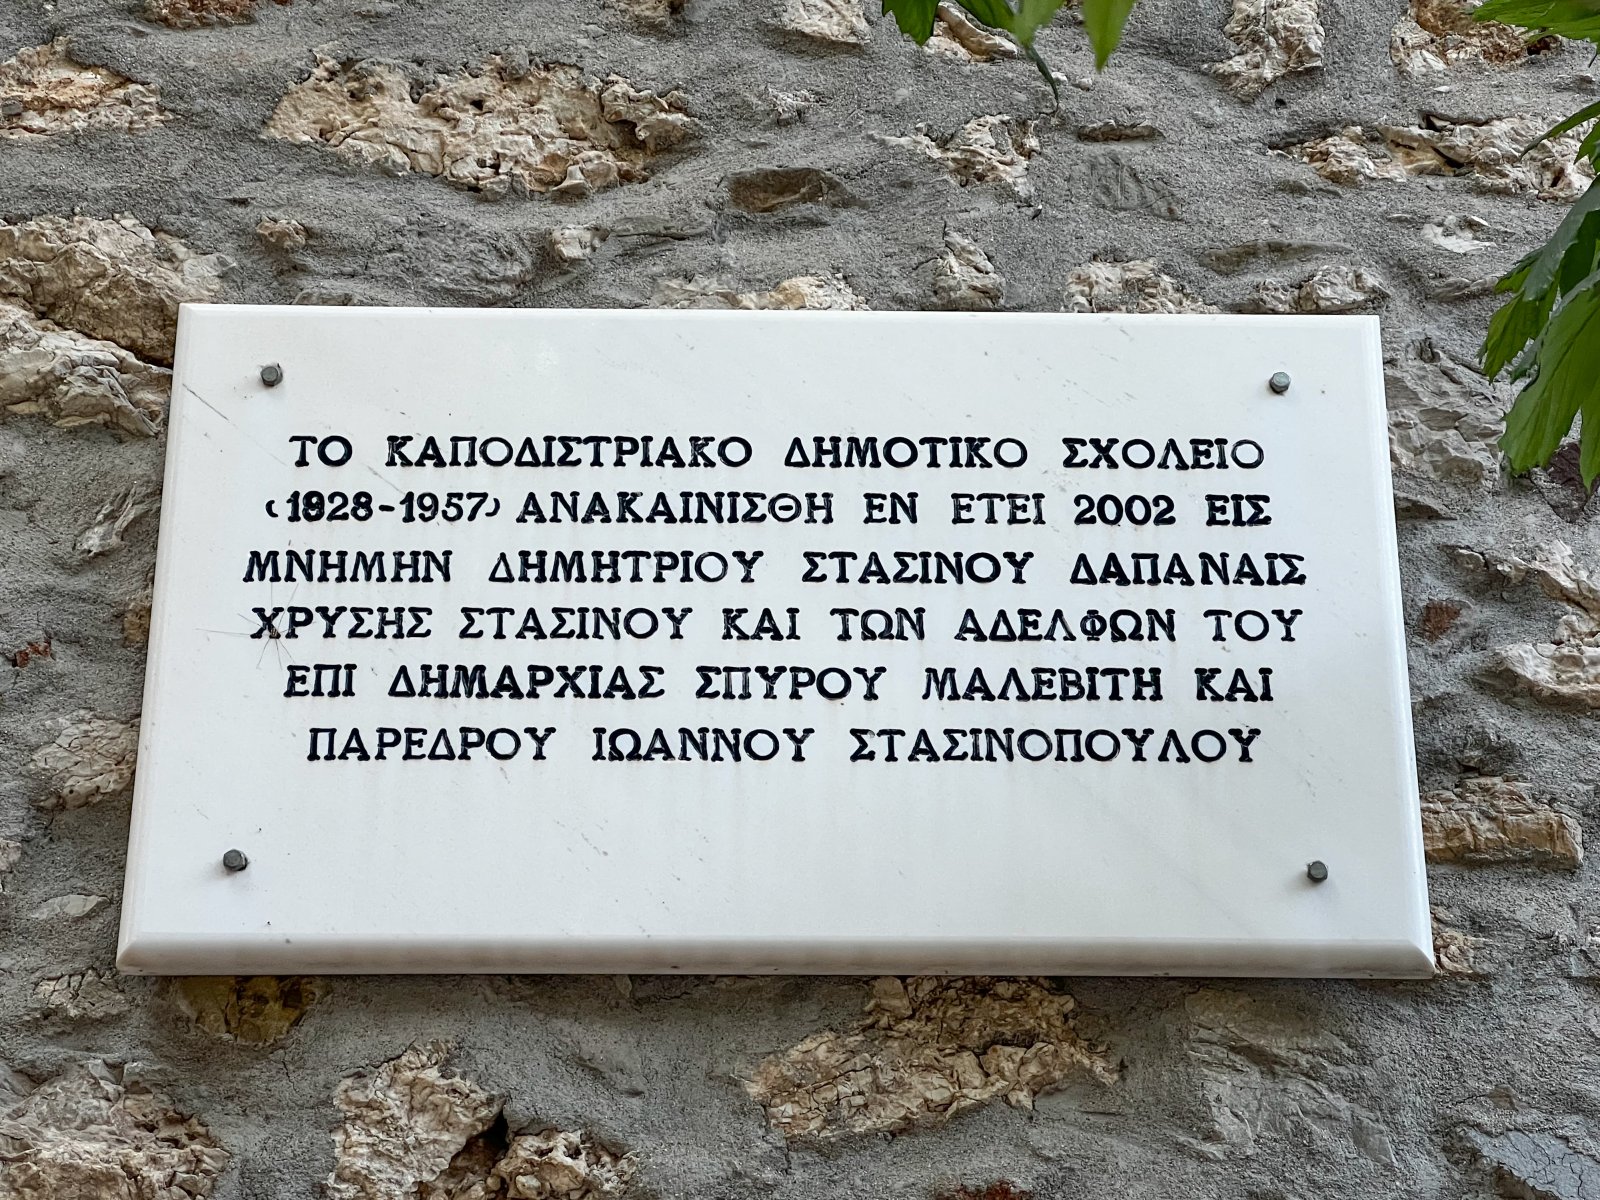 ΤΟ ΚΑΠΟΔΙΣΤΡΙΑΚΟ ΔΗΜΟΤΙΚΟ ΣΧΟΛΕΙΟ
(1828-1957) ΑΝΑΚΑΙΝΙΣΘΗ ΕΝ ΕΤΕΙ 2002 ΕΙΣ
ΜΝΗΜΗΝ ΔΗΜΗΤΡΙΟΥ ΣΤΑΣΙΝΟΥ ΔΑΠΑΝΑΙΣ
ΧΡΥΣΗΣ ΣΤΑΣΙΝΟΥ ΚΑΙ ΤΩΝ ΑΔΕΛΦΩΝ ΤΟΥ
ΕΠΙ ΔΗΜΑΡΧΙΑΣ ΣΠΥΡΟΥ ΜΑΛΕΒΙΤΗ ΚΑΙ
ΠΑΡΕΔΡΟΥ ΙΩΑΝΝΟΥ ΣΤΑΣΙΝΟΠΟΥΛΟΥ